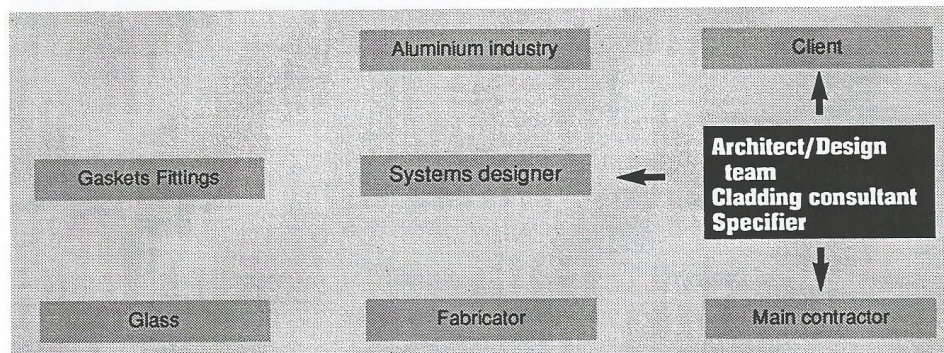 Aluminium industry
Client
Architect/Design
team
Cladding consultant
Specifier
Gaskets Fittings
Systems designer
Glass
Fabricator
Main contractor